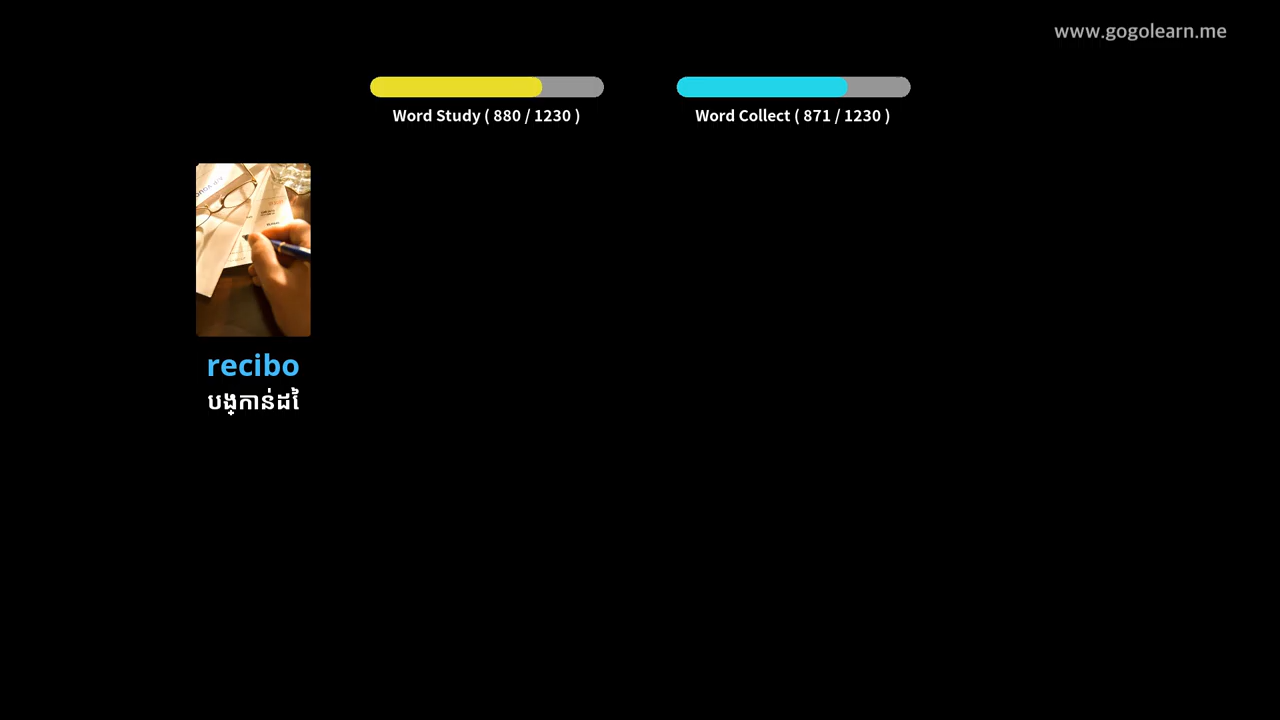 www.gogolearn.me
Word Study ( 880 / 1230 )
Word Collect ( 871 / 1230 )
recibo
បង្កាន់ដៃ